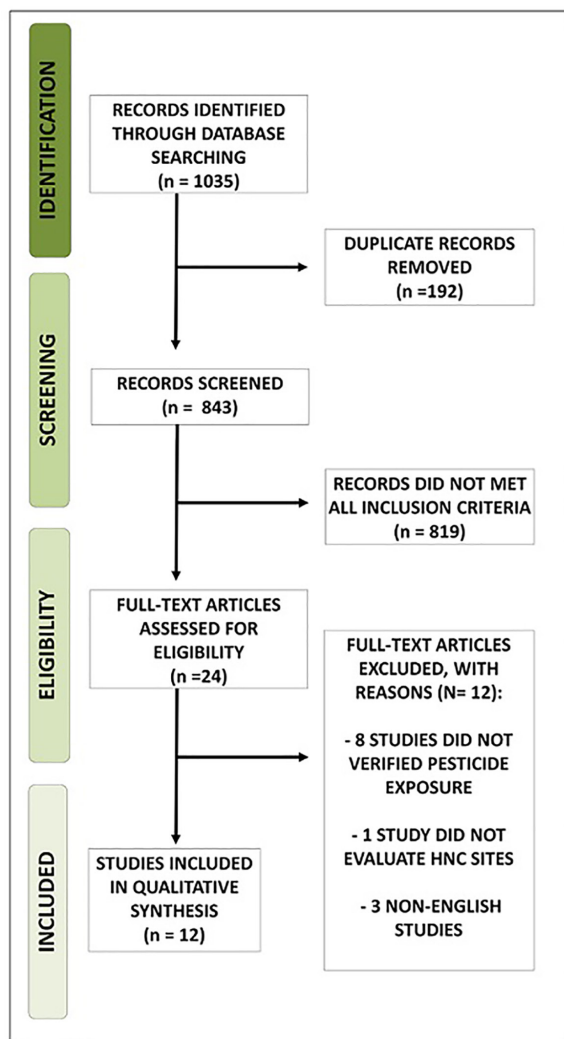 IDENTIFICATION
RECORDS IDENTIFIED
THROUGH DATABASE
SEARCHING
(n = 1035)
DUPLICATE RECORDS
REMOVED
(n =192)
SCREENING
RECORDS SCREENED
(n = 843)
RECORDS DID NOT MET
ALL INCLUSION CRITERIA
(n = 819)
ELIGIBILITY
FULL-TEXT ARTICLES
ASSESSED FOR
ELIGIBILITY
(n =24)
FULL-TEXT ARTICLES
EXCLUDED, WITH
REASONS (N= 12):
- 8 STUDIES DID NOT
VERIFIED PESTICIDE
EXPOSURE
- 1 STUDY DID NOT
EVALUATE HNC SITES
- 3 NON-ENGLISH
STUDIES
INCLUDED
STUDIES INCLUDED
IN QUALITATIVE
SYNTHESIS
(n = 12)